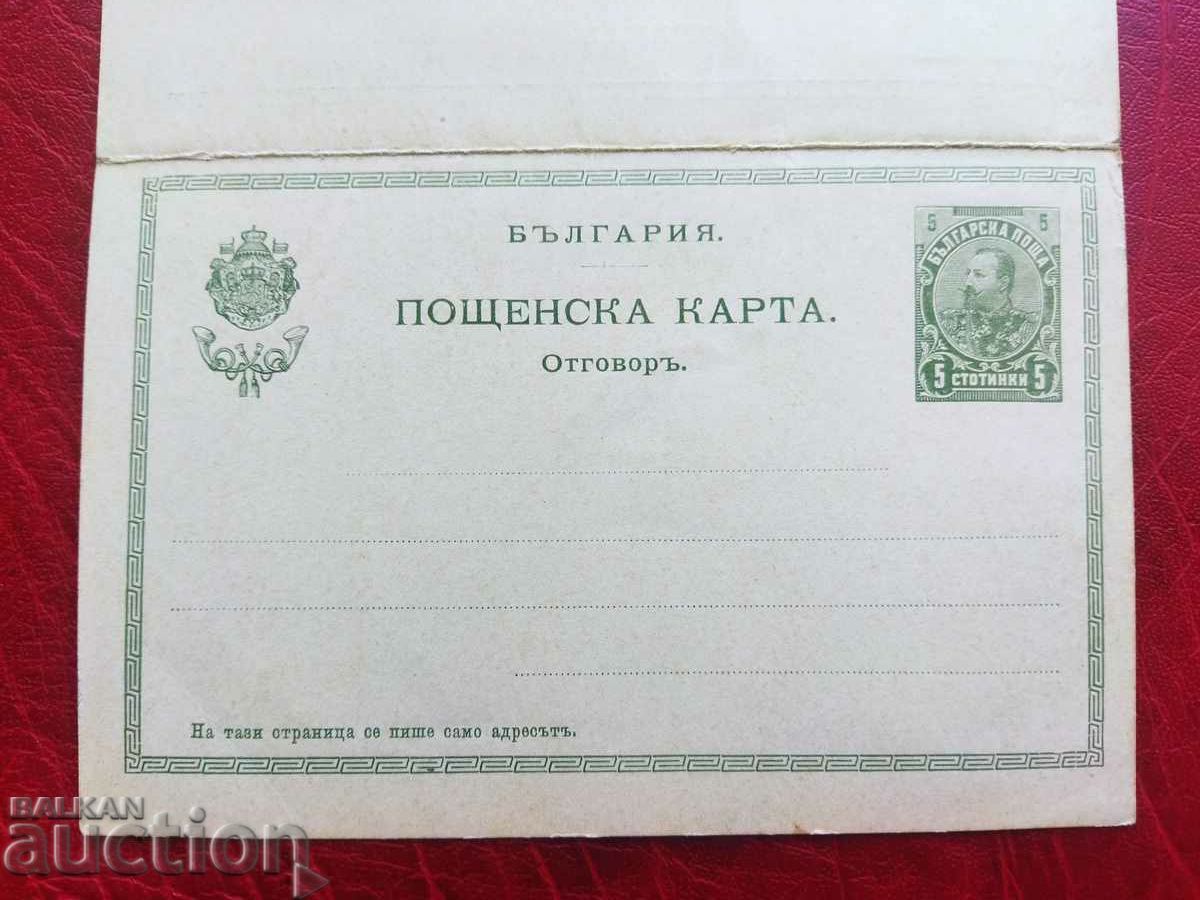 БЪЛГАРИЯ.
5 5
БЪЛГАРСКА ПОЩА
ПОЩЕНСКА КАРТА.
Отговоръ.
5 СТОТИНКИ 5
На тази страница се пише само адресътъ.
BALKAN
auction